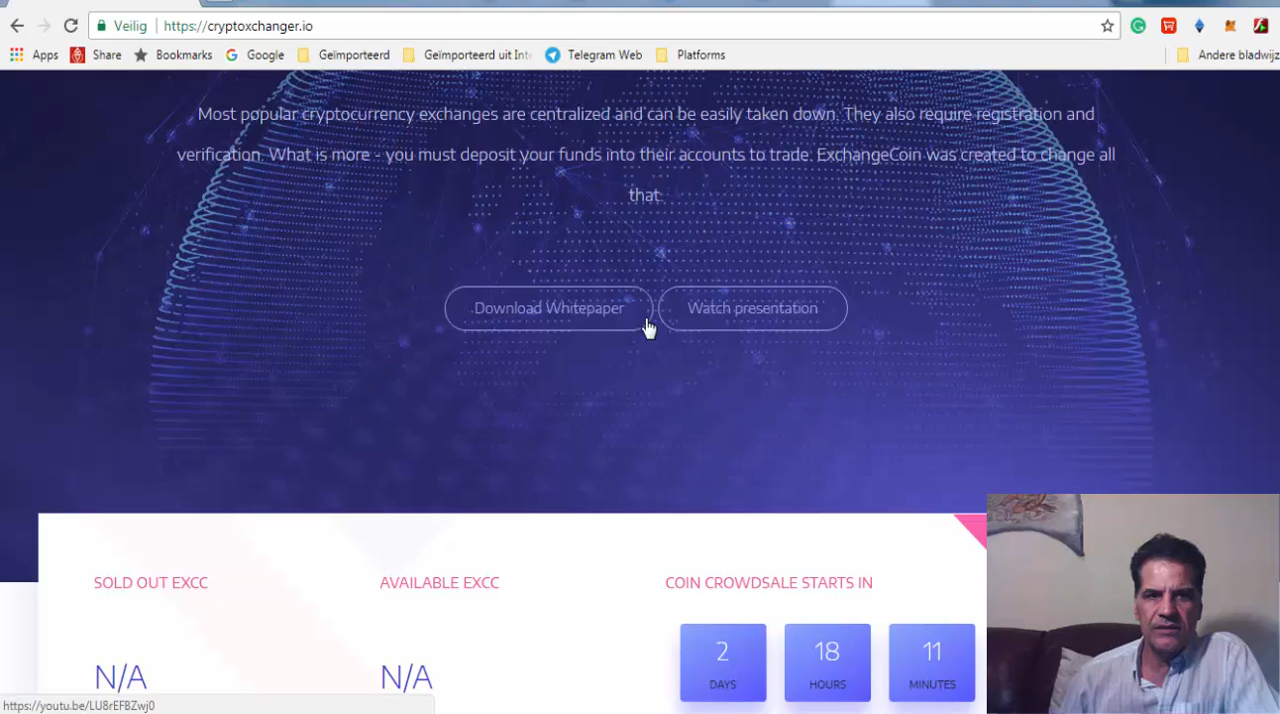 Veilig
https://cryptoxchanger.io
Apps Share Bookmarks Google Geïmporteerd Geïmporteerd uit Inte Telegram Web Platforms Andere bladwijz
Most popular cryptocurrency exchanges are centralized and can be easily taken down. They also require registration and
verification. What is more - you must deposit your funds into their accounts to trade. ExchangeCoin was created to change all
that.
Download Whitepaper Watch presentation
SOLD OUT EXCC AVAILABLE EXCC COIN CROWDSALE STARTS IN
N/A N/A 2 18 11
DAYS HOURS MINUTES
https://youtu.be/LU8rEFBZwj0